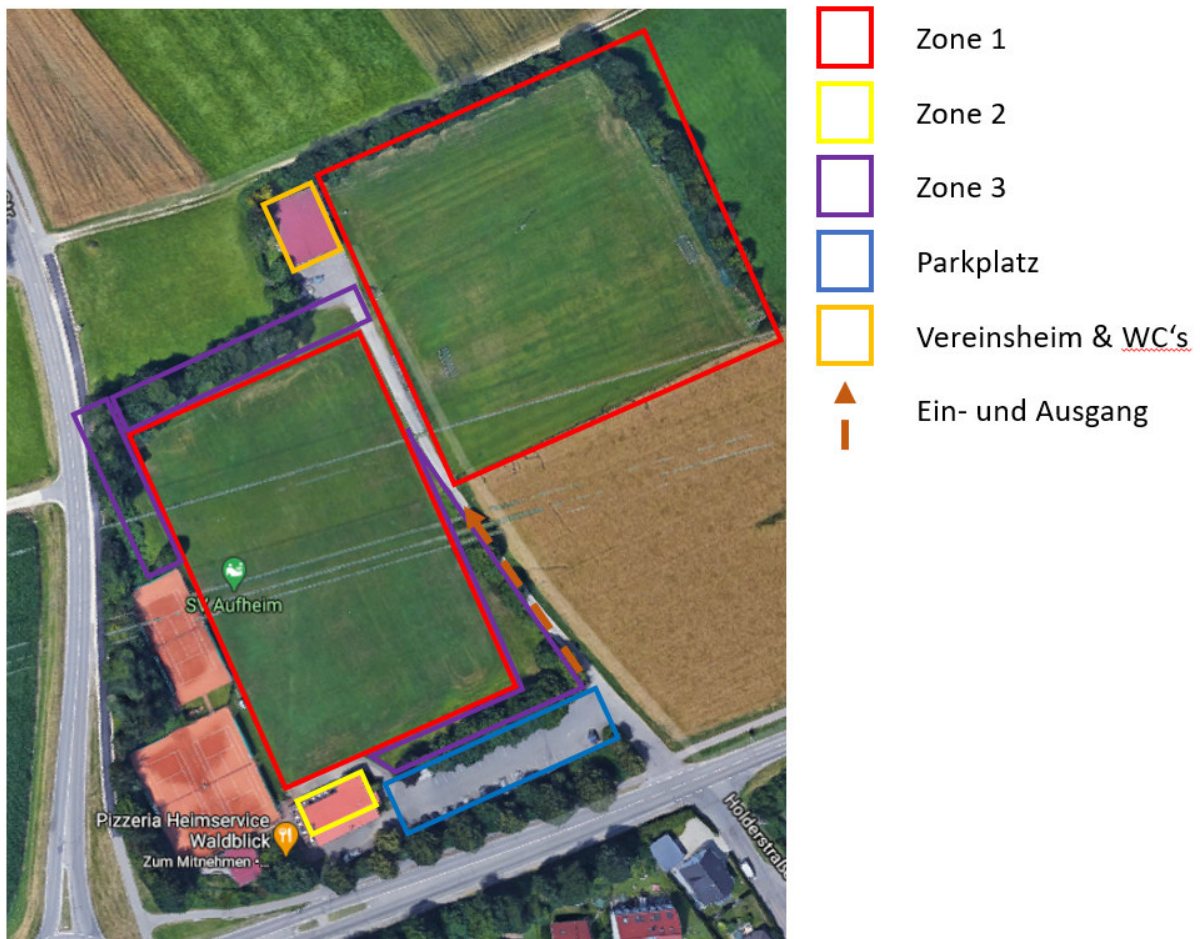 Zone 1
Zone 2
Zone 3
Parkplatz
Vereinsheim & WC's
Ein- und Ausgang
SV Aufheim
Pizzeria Heimservice
Waldblick
Zum Mitnehmen •...
Holderstraße